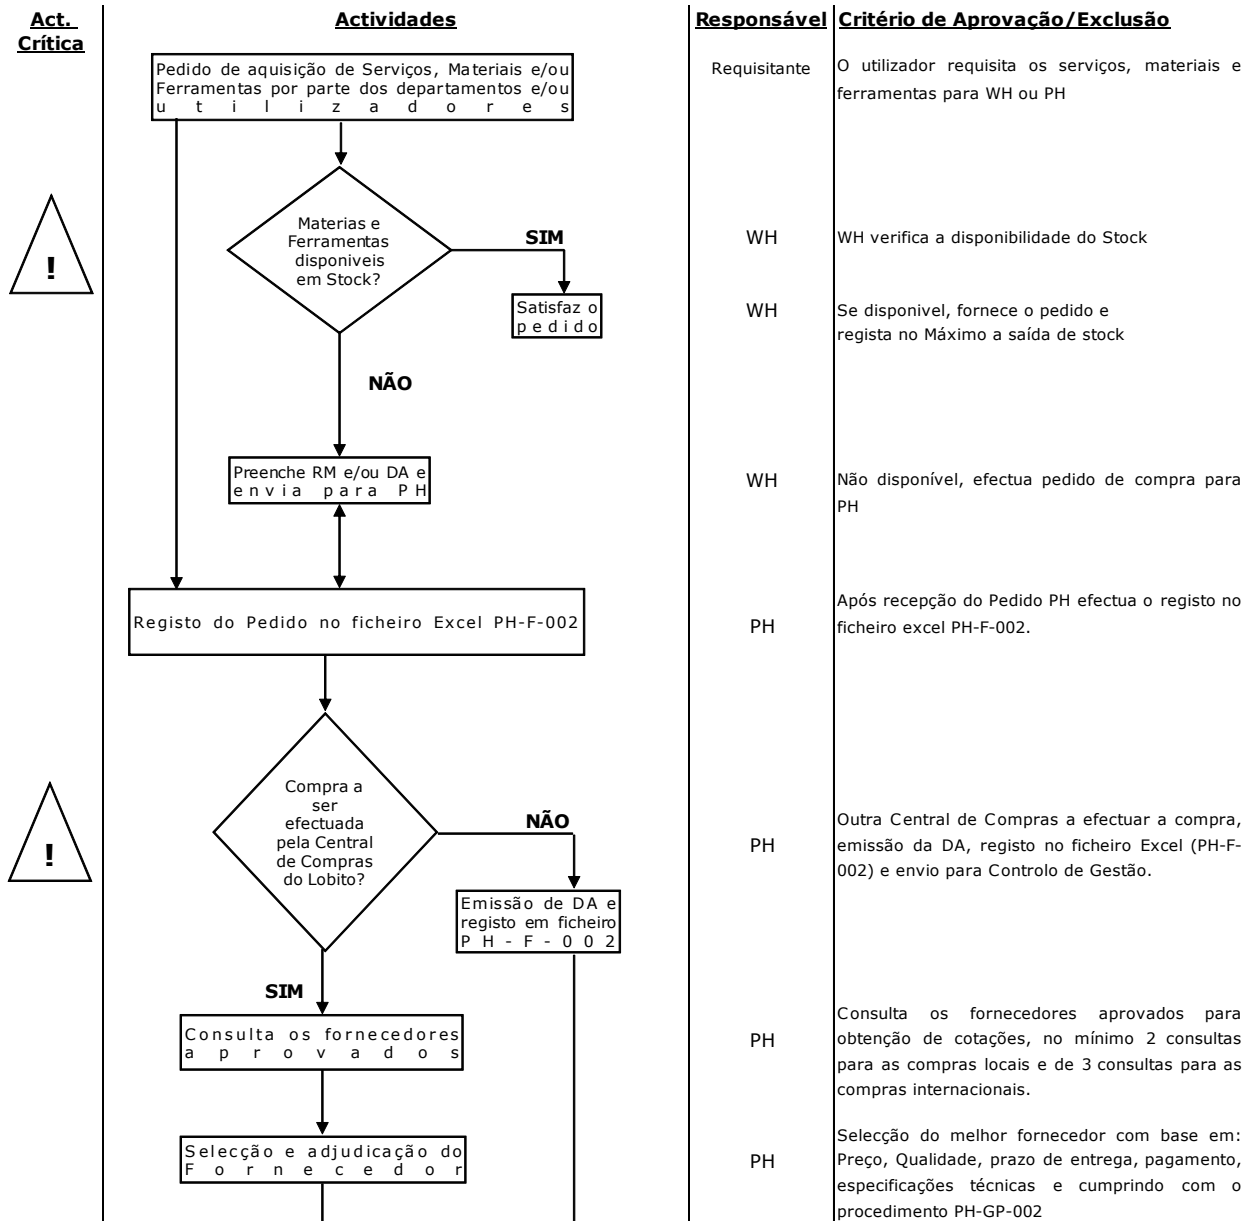 Act.
Crítica
Actividades
Responsável
Critério de Aprovação/Exclusão
Pedido de aquisição de Serviços, Materiais e/ou
Ferramentas por parte dos departamentos e/ou
utilizadores
Requisitante
O utilizador requisita os serviços, materiais e
ferramentas para WH ou PH
!
Materias e
Ferramentas
disponiveis
em Stock?
SIM
WH
WH verifica a disponibilidade do Stock
Satisfaz o
pedido
WH
Se disponivel, fornece o pedido e
regista no Máximo a saída de stock
NÃO
Preenche RM e/ou DA e
envia para PH
WH
Não disponível, efectua pedido de compra para
PH
Registo do Pedido no ficheiro Excel PH-F-002
PH
Após recepção do Pedido PH efectua o registo no
ficheiro excel PH-F-002.
!
Compra a
ser
efectuada
pela Central
de Compras
do Lobito?
NÃO
PH
Outra Central de Compras a efectuar a compra,
emissão da DA, registo no ficheiro Excel (PH-F-
002) e envio para Controlo de Gestão.
Emissão de DA e
registo em ficheiro
PH-F-002
SIM
Consulta os fornecedores
aprovados
PH
Consulta os fornecedores aprovados para
obtenção de cotações, no mínimo 2 consultas
para as compras locais e de 3 consultas para as
compras internacionais.
Selecção e adjudicação do
Fornecedor
PH
Selecção do melhor fornecedor com base em:
Preço, Qualidade, prazo de entrega, pagamento,
especificações técnicas e cumprindo com o
procedimento PH-GP-002